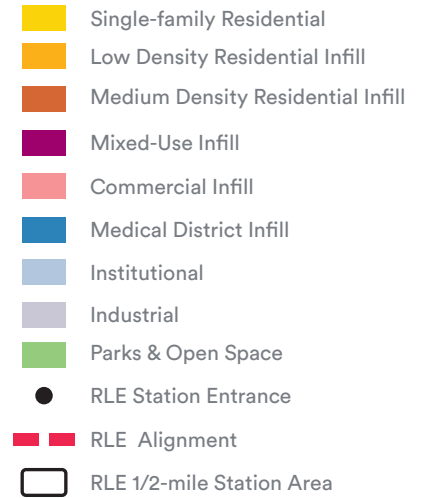 Single-family Residential
Low Density Residential Infill
Medium Density Residential Infill
Mixed-Use Infill
Commercial Infill
Medical District Infill
Institutional
Industrial
Parks & Open Space
RLE Station Entrance
RLE Alignment
RLE 1/2-mile Station Area